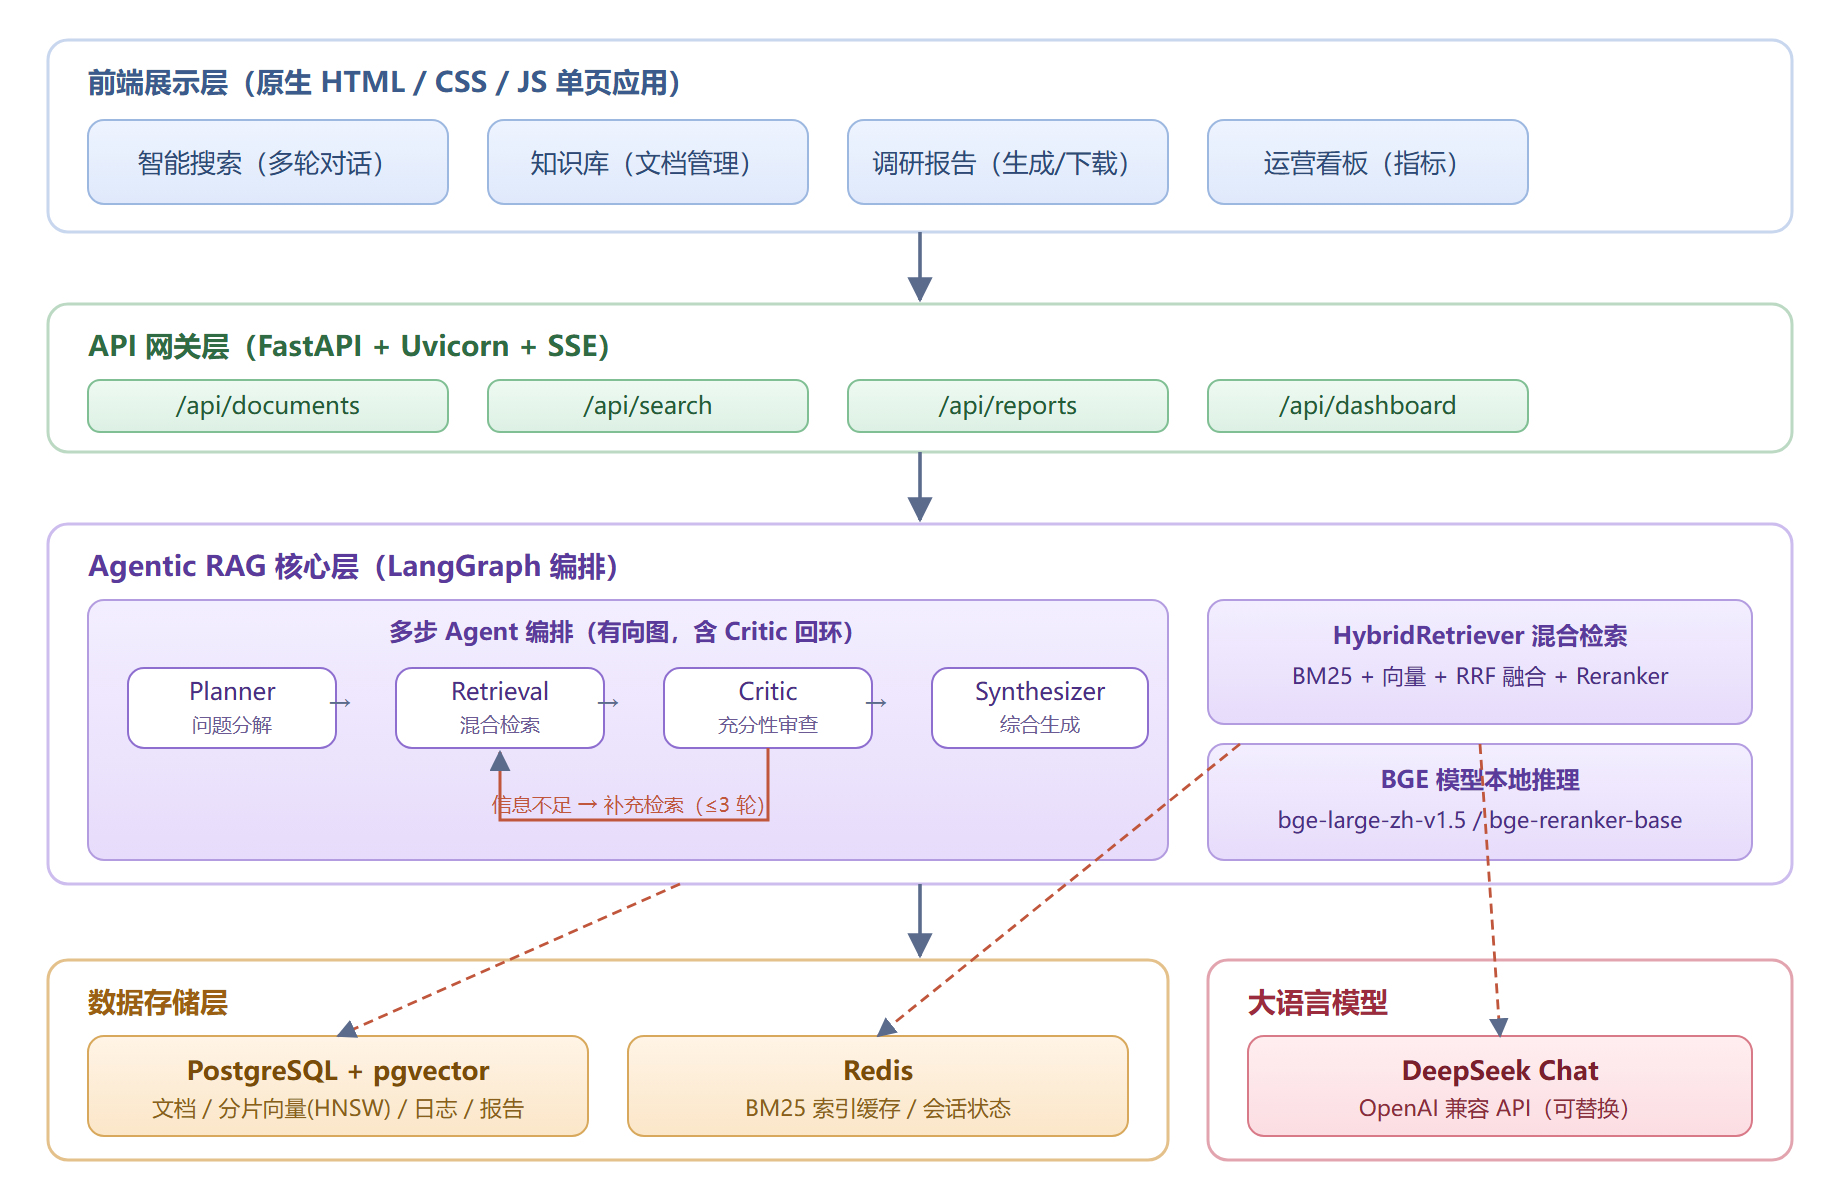 前端展示层（原生 HTML / CSS / JS 单页应用）
智能搜索（多轮对话）
知识库（文档管理）
调研报告（生成/下载）
运营看板（指标）
API 网关层（FastAPI + Uvicorn + SSE）
/api/documents
/api/search
/api/reports
/api/dashboard
Agentic RAG 核心层（LangGraph 编排）
多步 Agent 编排（有向图，含 Critic 回环）
Planner
问题分解
→
Retrieval
混合检索
→
Critic
充分性审查
→
Synthesizer
综合生成
信息不足 → 补充检索（≤3 轮）
HybridRetriever 混合检索
BM25 + 向量 + RRF 融合 + Reranker
BGE 模型本地推理
bge-large-zh-v1.5 / bge-reranker-base
数据存储层
PostgreSQL + pgvector
文档 / 分片向量(HNSW) / 日志 / 报告
Redis
BM25 索引缓存 / 会话状态
大语言模型
DeepSeek Chat
OpenAI 兼容 API（可替换）